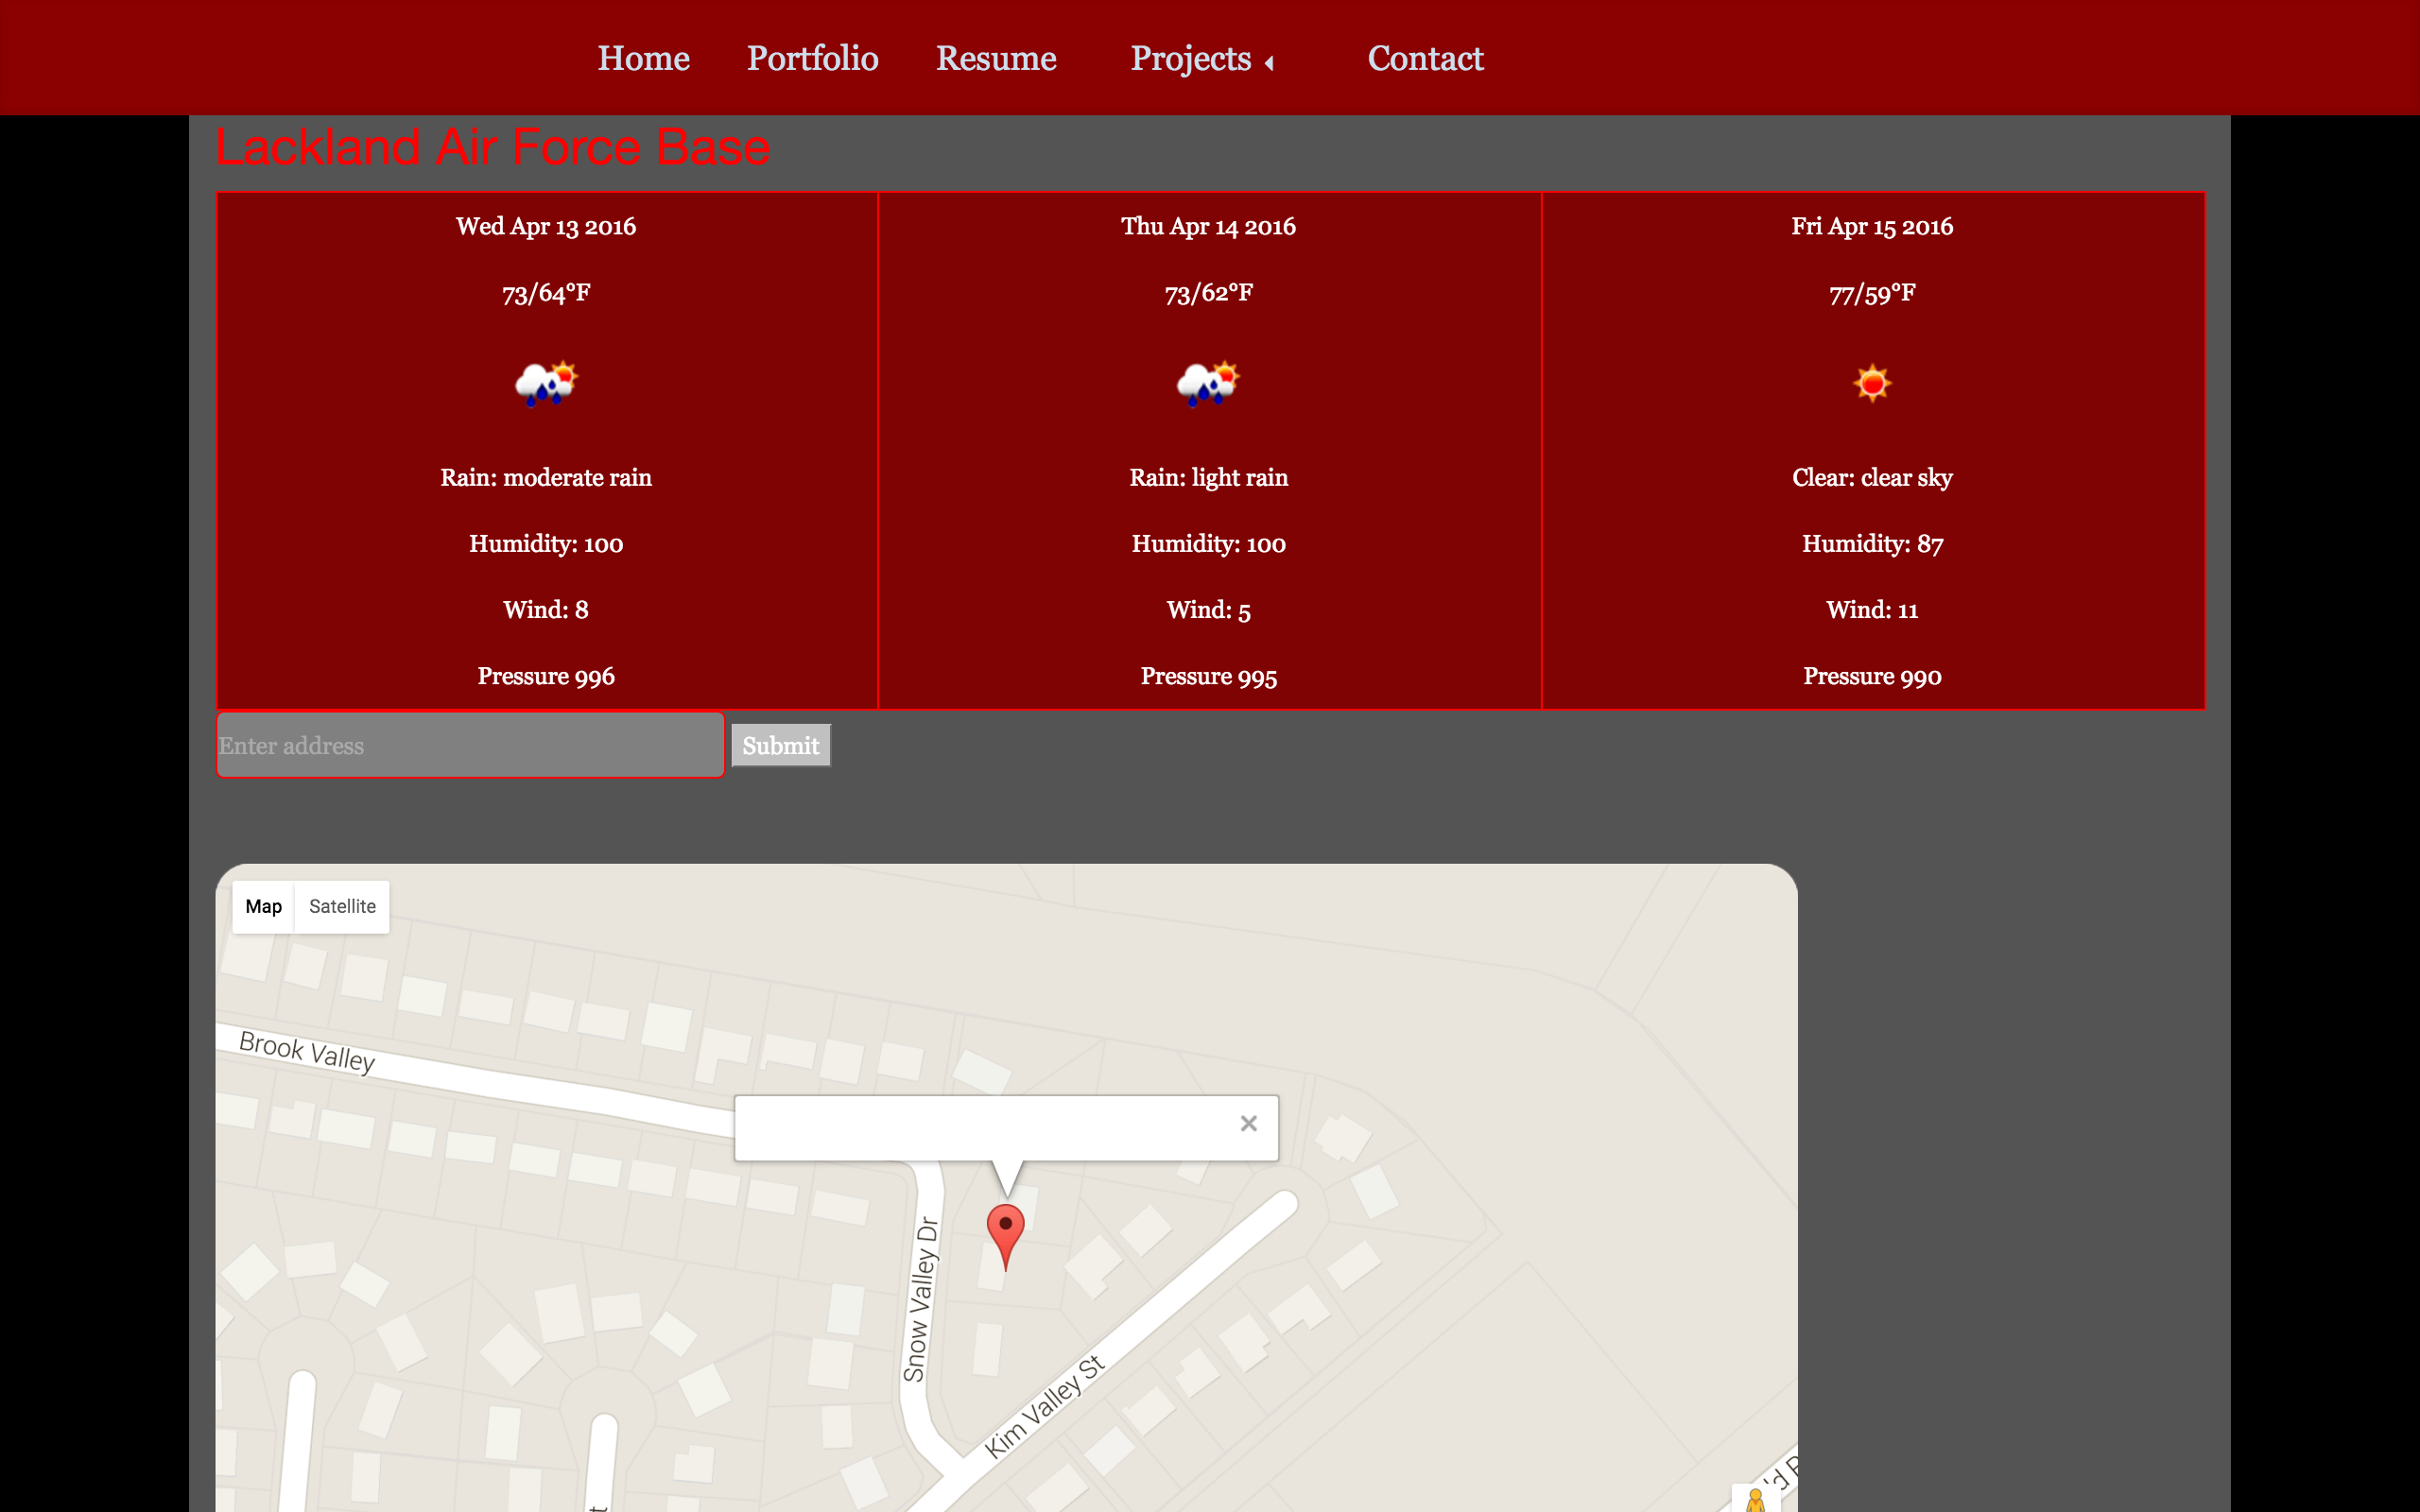 Home Portfolio Resume Projects Contact
Lackland Air Force Base
Wed Apr 13 2016
73/64°F
Rain: moderate rain
Humidity: 100
Wind: 8
Pressure 996
Thu Apr 14 2016
73/62°F
Rain: light rain
Humidity: 100
Wind: 5
Pressure 995
Fri Apr 15 2016
77/59°F
Clear: clear sky
Humidity: 87
Wind: 11
Pressure 990
Enter address Submit
Map Satellite
Brook Valley
Snow Valley Dr
Kim Valley St